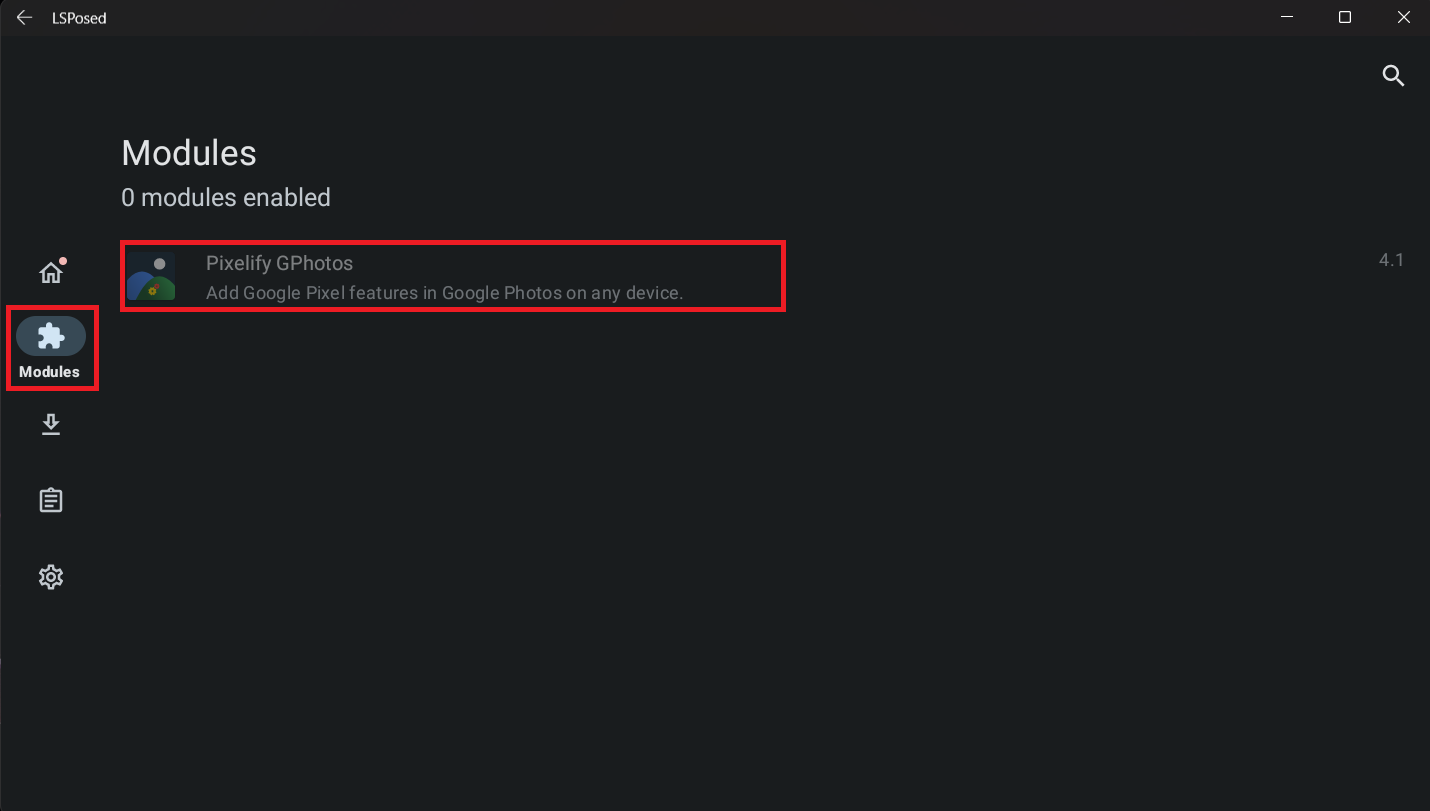 LSPosed
Modules
0 modules enabled
Pixelify GPhotos
4.1
Add Google Pixel features in Google Photos on any device.
Modules